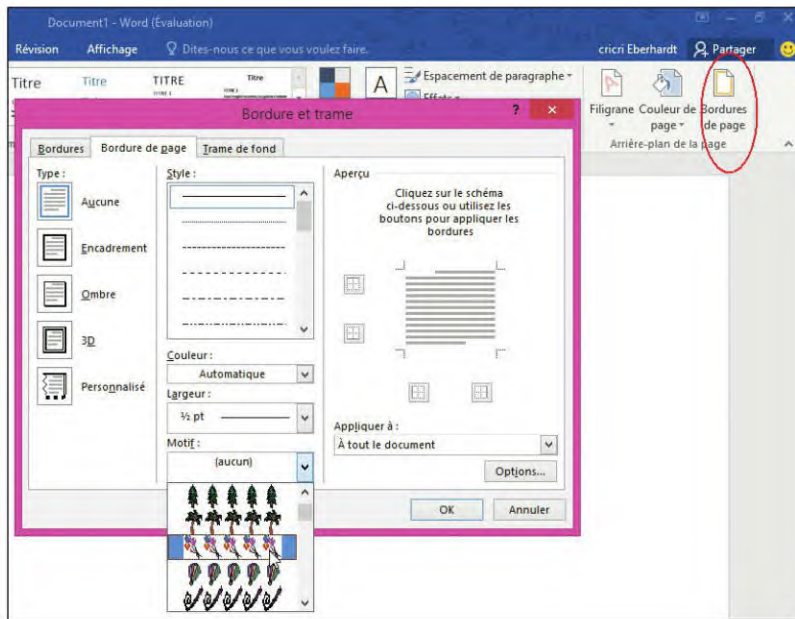 Document1 - Word (Évaluation)
Révision Affichage Dites-nous ce que vous voulez faire. cricri Eberhardt Partager
Titre Titre TITRE Titre
TITRE 1
A
Espacement de paragraphe
Effets
Filigrane Couleur de page Bordures de page
Arrière-plan de la page
Bordure et trame ? ×
Bordures Bordure de page Trame de fond
Type :
Aucune
Encadrement
Ombre
3D
Personnalisé
Style :
Couleur :
Automatique
Largeur :
½ pt
Motif :
(aucun)
Aperçu
Cliquez sur le schéma
ci-dessous ou utilisez les
boutons pour appliquer les
bordures
Appliquer à :
À tout le document
Options...
OK Annuler